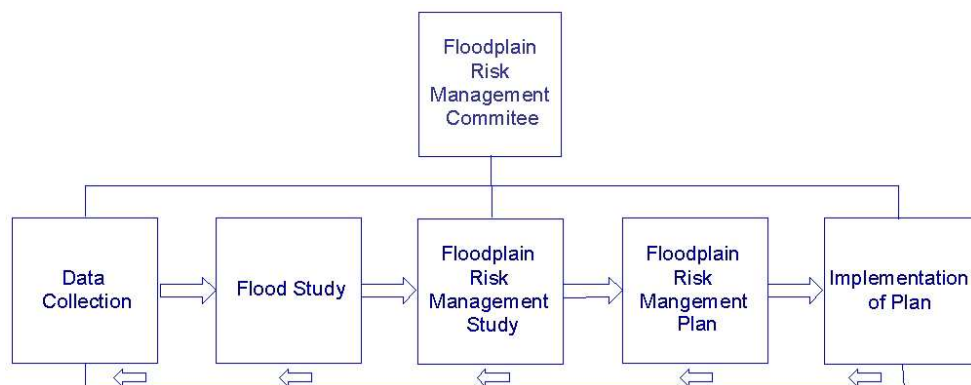 Floodplain
Risk
Management
Commitee
Data
Collection
Flood Study
Floodplain
Risk
Management
Study
Floodplain
Risk
Mangement
Plan
Implementation
of Plan